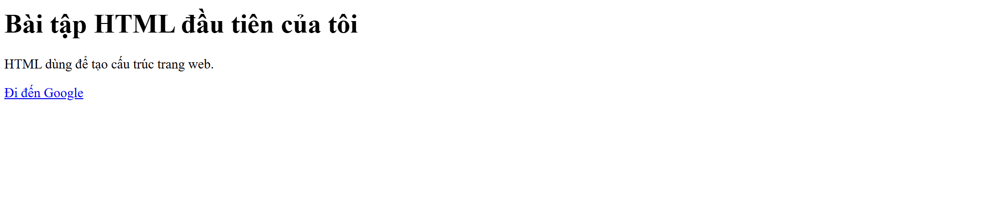 Bài tập HTML đầu tiên của tôi
HTML dùng để tạo cấu trúc trang web.
Đi đến Google